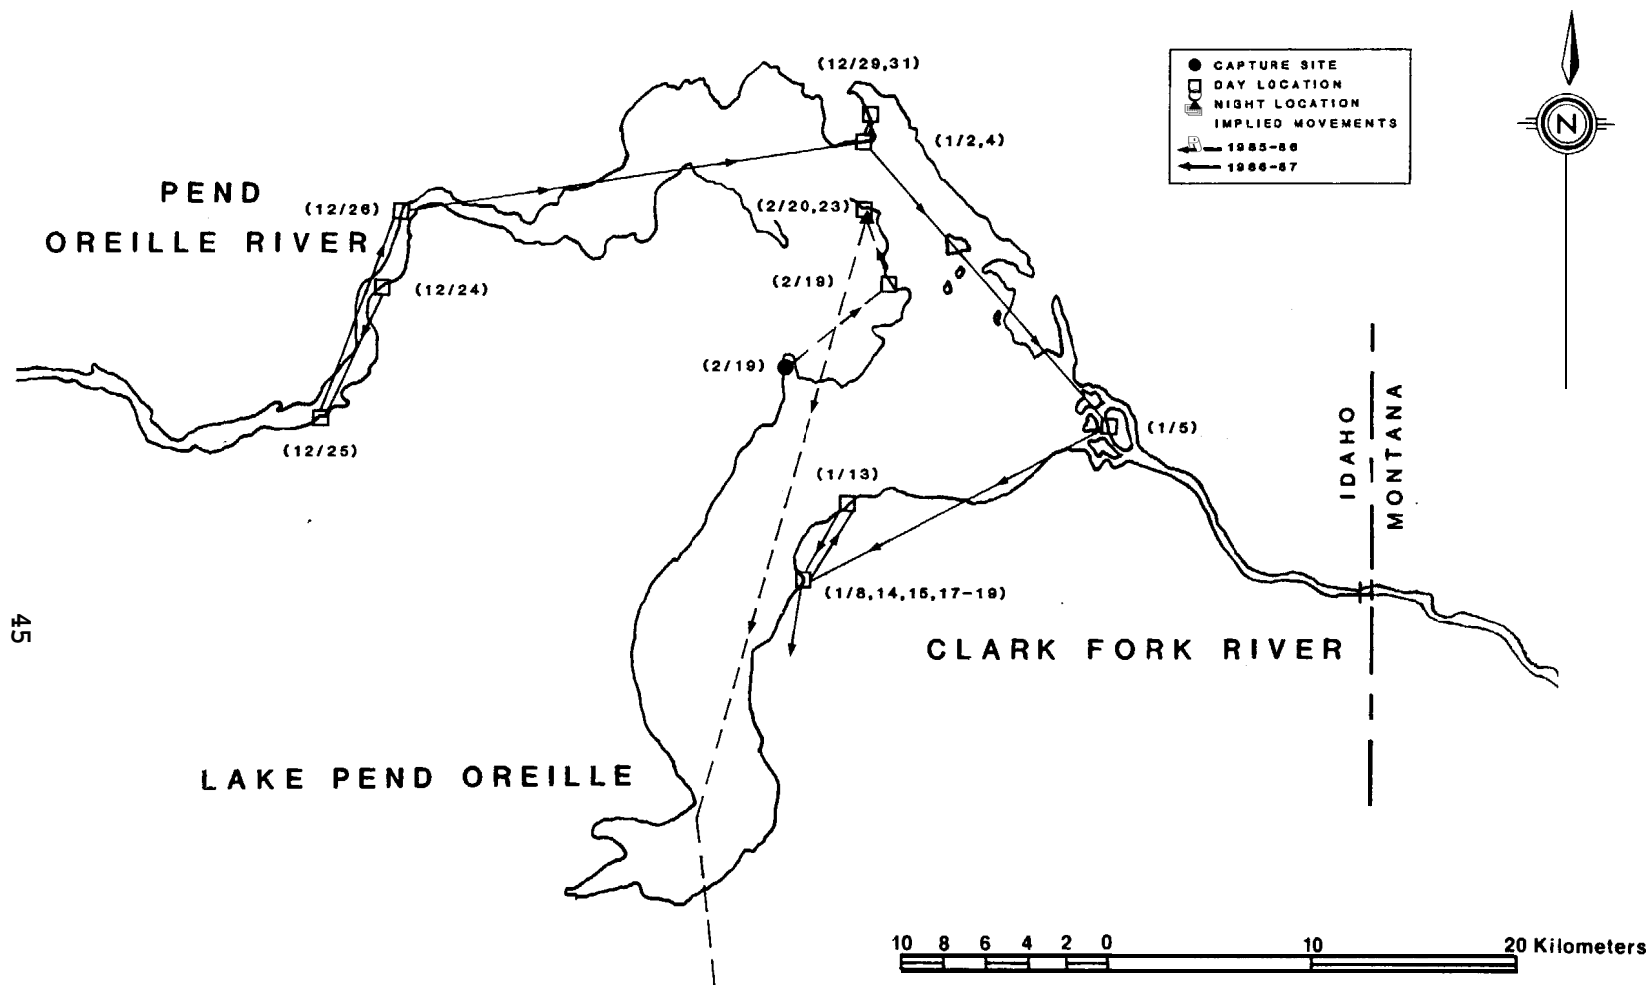 (12/29,31)
CAPTURE SITE
DAY LOCATION
NIGHT LOCATION
IMPLIED MOVEMENTS
1985-86
1986-87
N
(1/2,4)
PEND
OREILLE RIVER
(12/26)
(2/20,23)
(12/24)
(2/19)
(2/19)
(12/25)
(1/5)
IDAHO
MONTANA
(1/13)
(1/8,14,15,17-19)
45
CLARK FORK RIVER
LAKE PEND OREILLE
10 8 6 4 2 0 10 20 Kilometers